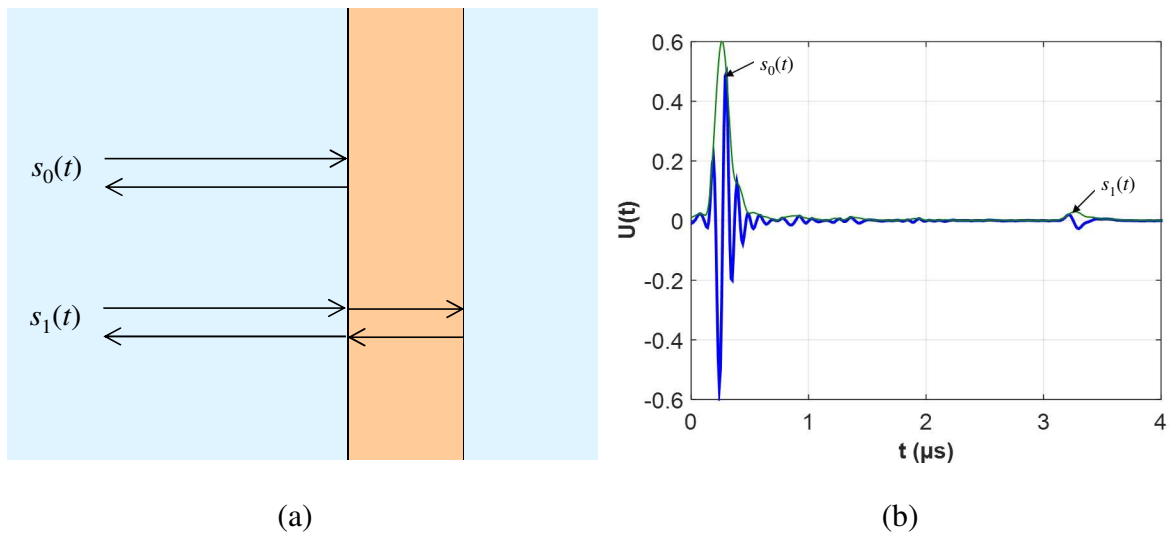 s₀(t)
s₁(t)
(a)
0.6
0.4
0.2
0
-0.2
-0.4
-0.6
U(t)
s₀(t)
s₁(t)
0 1 2 3 4
t (µs)
(b)